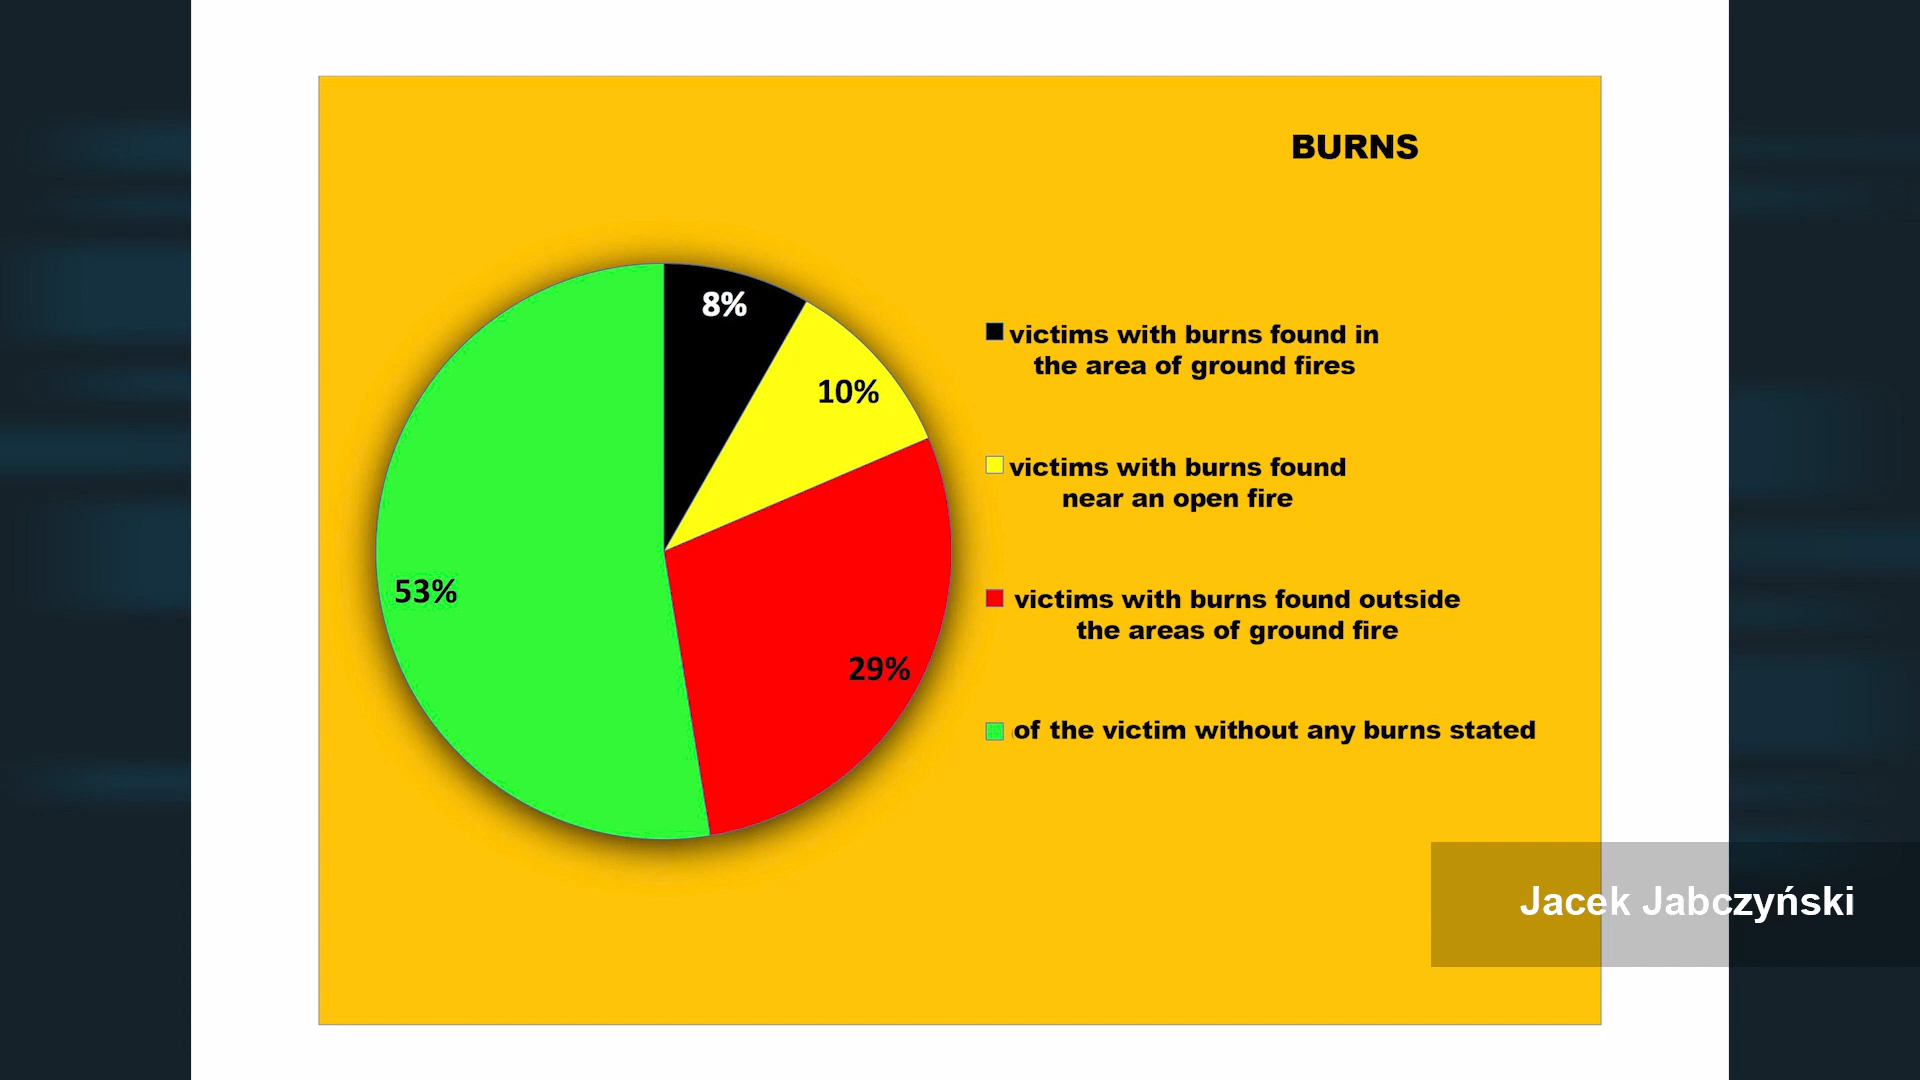 BURNS
8%
10%
29%
53%
victims with burns found in
the area of ground fires
victims with burns found
near an open fire
victims with burns found outside
the areas of ground fire
of the victim without any burns stated
Jacek Jabczyński